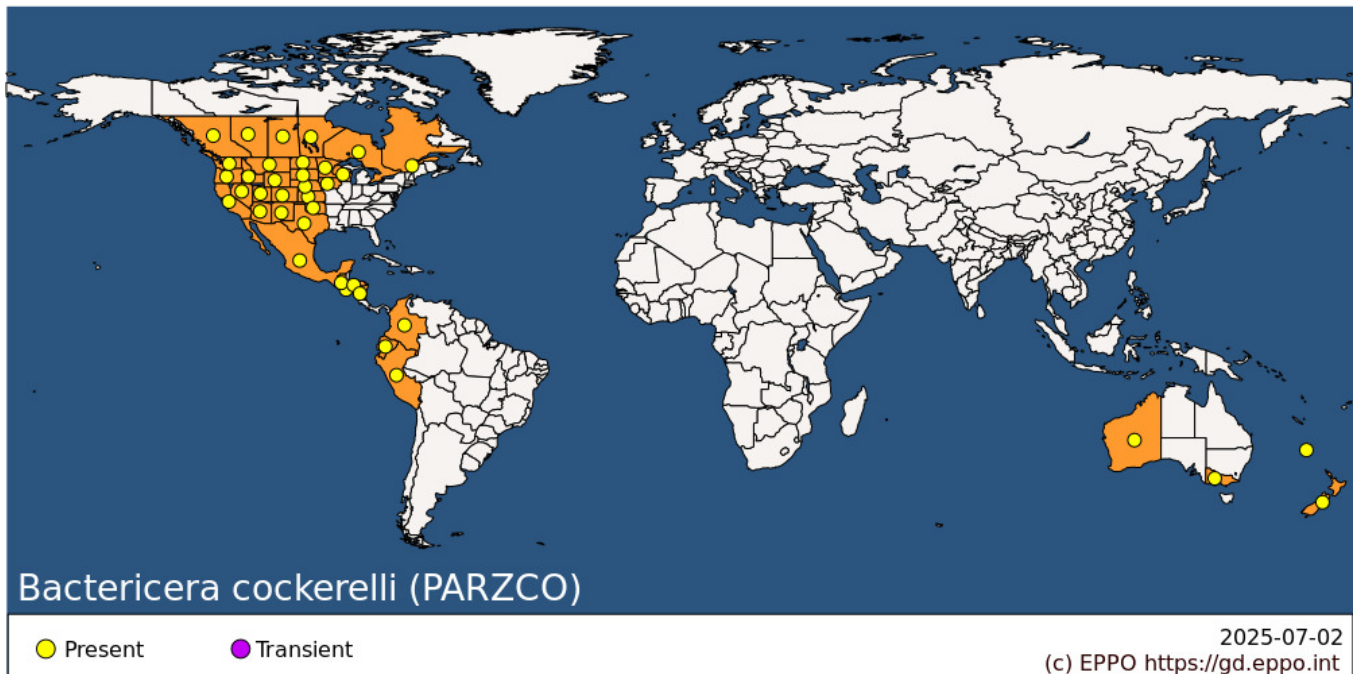 Bactericera cockerelli (PARZCO)
Present
Transient
2025-07-02
(c) EPPO https://gd.eppo.int